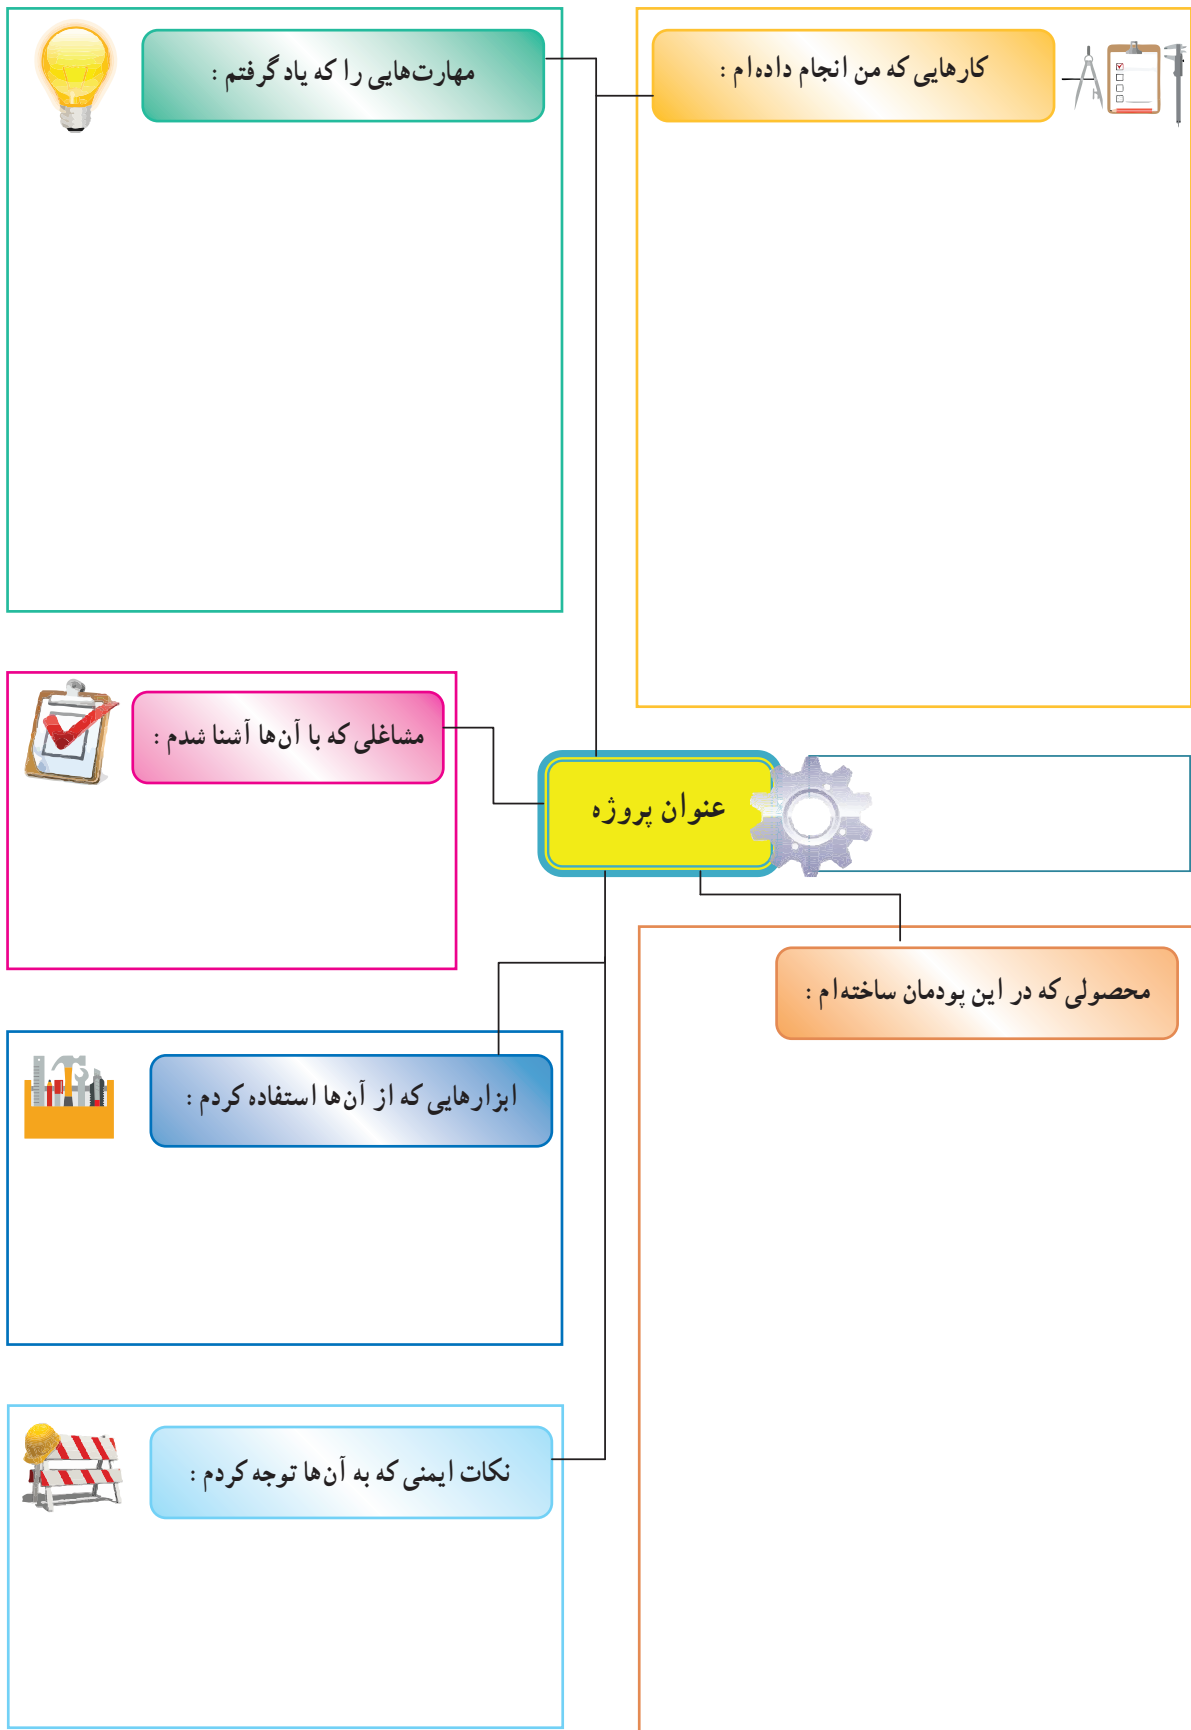 کارهایی که من انجام داده‌ام :
مهارت‌هایی را که یاد گرفتم :
مشاغلی که با آن‌ها آشنا شدم :
عنوان پروژه
محصولی که در این پودمان ساخته‌ام :
ابزارهایی که از آن‌ها استفاده کردم :
نکات ایمنی که به آن‌ها توجه کردم :